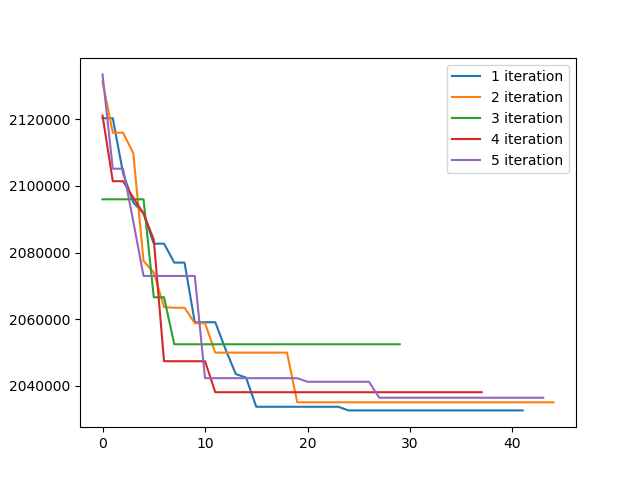 1 iteration
2 iteration
3 iteration
4 iteration
5 iteration
2120000
2100000
2080000
2060000
2040000
0 10 20 30 40